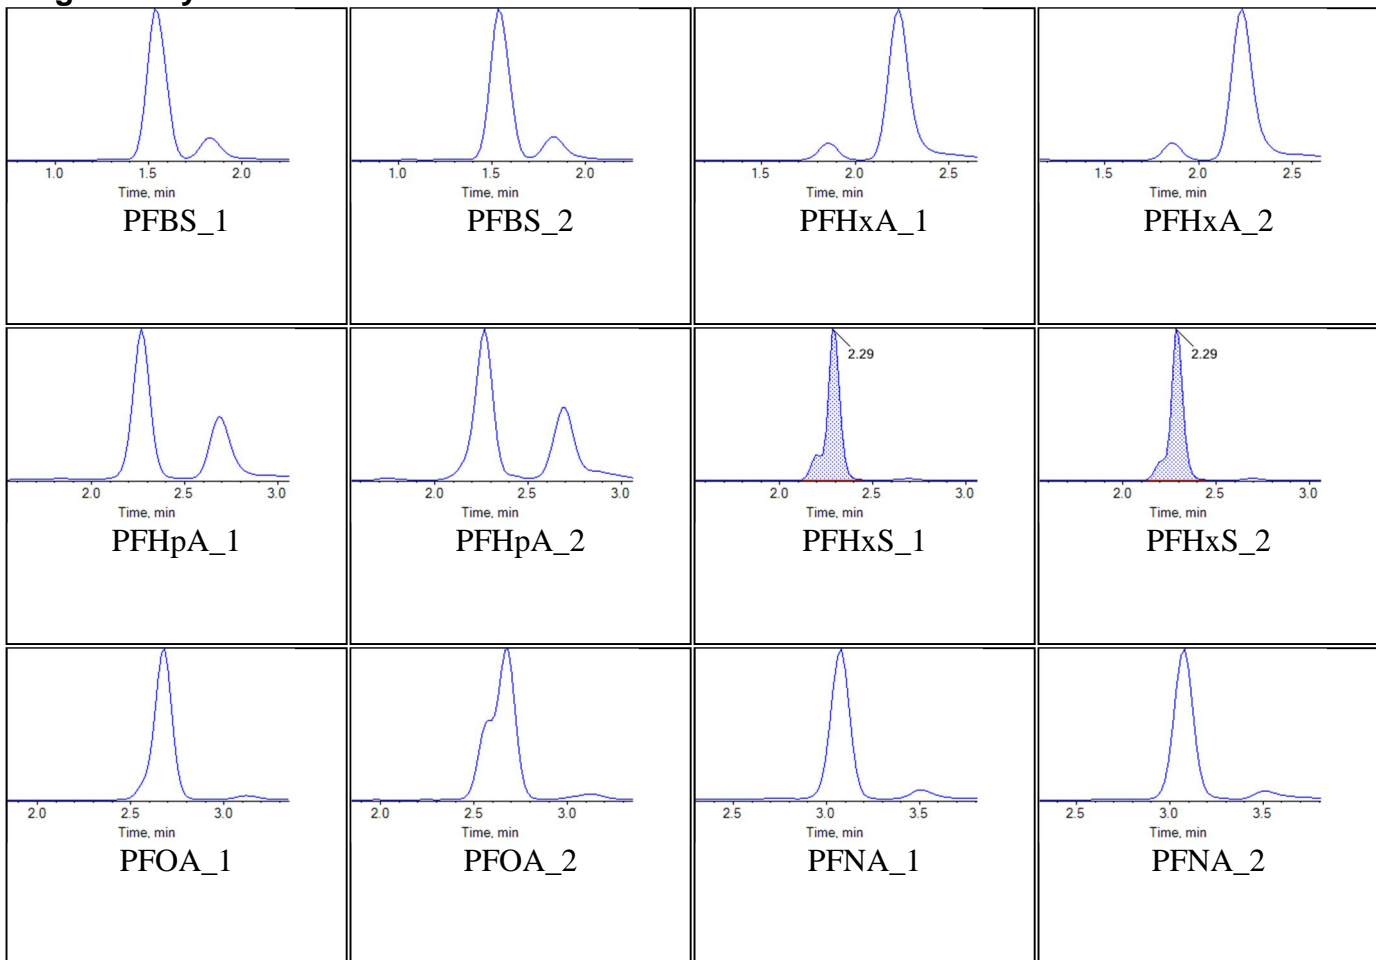 1.0 1.5 2.0
Time, min
PFBS_1
1.0 1.5 2.0
Time, min
PFBS_2
1.5 2.0 2.5
Time, min
PFHxA_1
1.5 2.0 2.5
Time, min
PFHxA_2
2.0 2.5 3.0
Time, min
PFHpA_1
2.0 2.5 3.0
Time, min
PFHpA_2
2.29
2.0 2.5 3.0
Time, min
PFHxS_1
2.29
2.0 2.5 3.0
Time, min
PFHxS_2
2.0 2.5 3.0
Time, min
PFOA_1
2.0 2.5 3.0
Time, min
PFOA_2
2.5 3.0 3.5
Time, min
PFNA_1
2.5 3.0 3.5
Time, min
PFNA_2